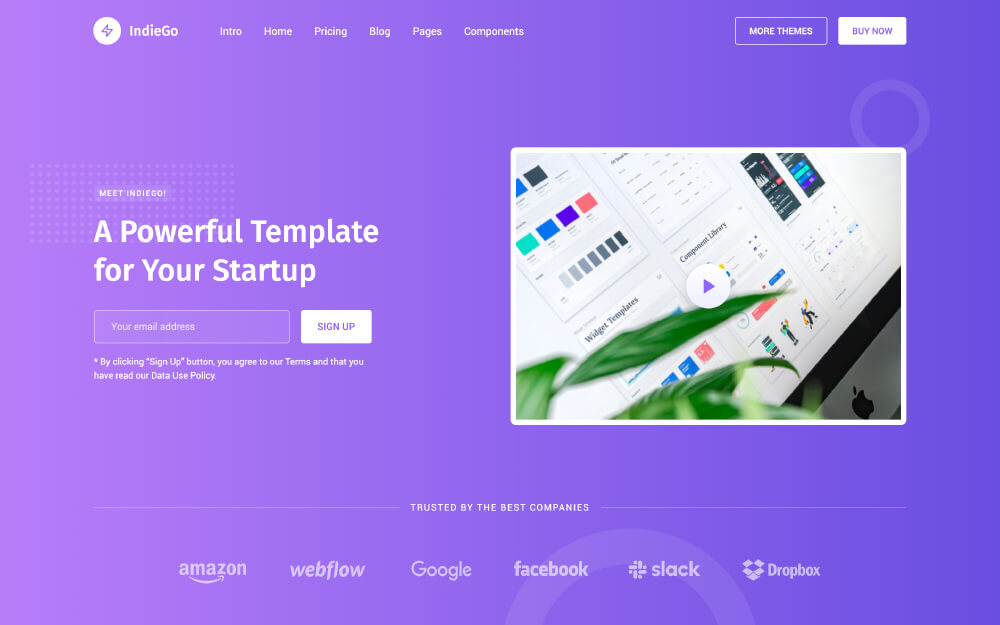 IndieGo
Intro
Home
Pricing
Blog
Pages
Components
MORE THEMES
BUY NOW
MEET INDIEGO!
A Powerful Template
for Your Startup
Your email address
SIGN UP
* By clicking “Sign Up” button, you agree to our Terms and that you
have read our Data Use Policy.
Component Library
Widget Templates
TRUSTED BY THE BEST COMPANIES
amazon
webflow
Google
facebook
slack
Dropbox